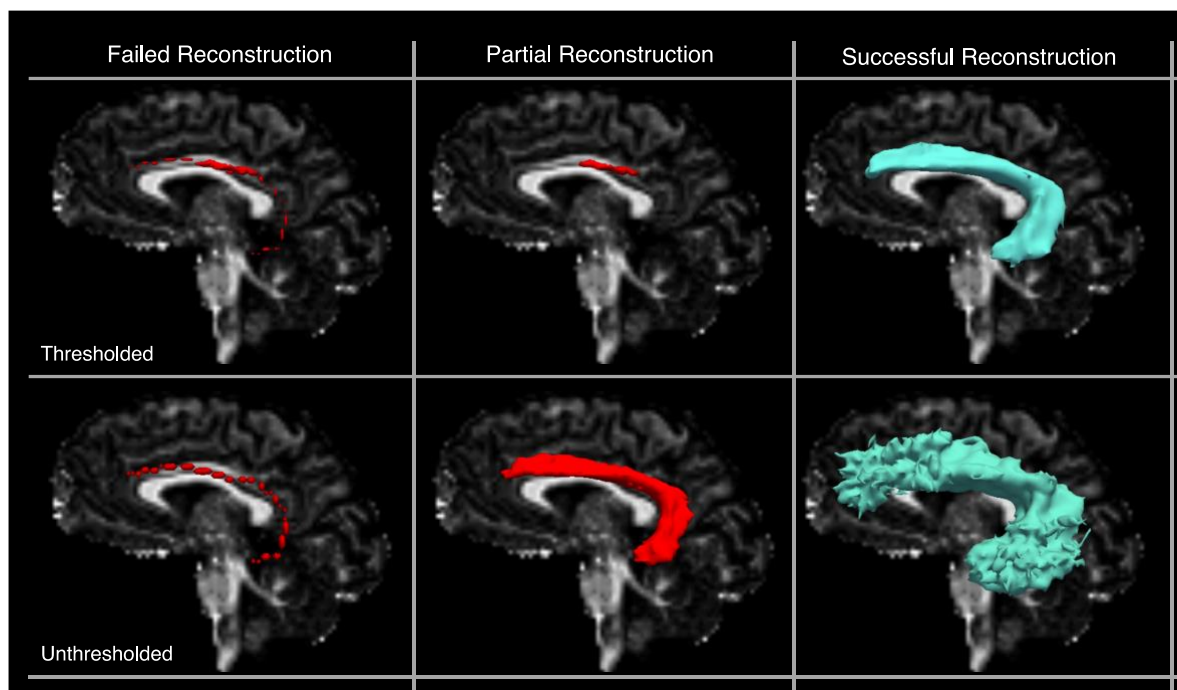 Failed Reconstruction
Partial Reconstruction
Successful Reconstruction
Thresholded
Unthresholded